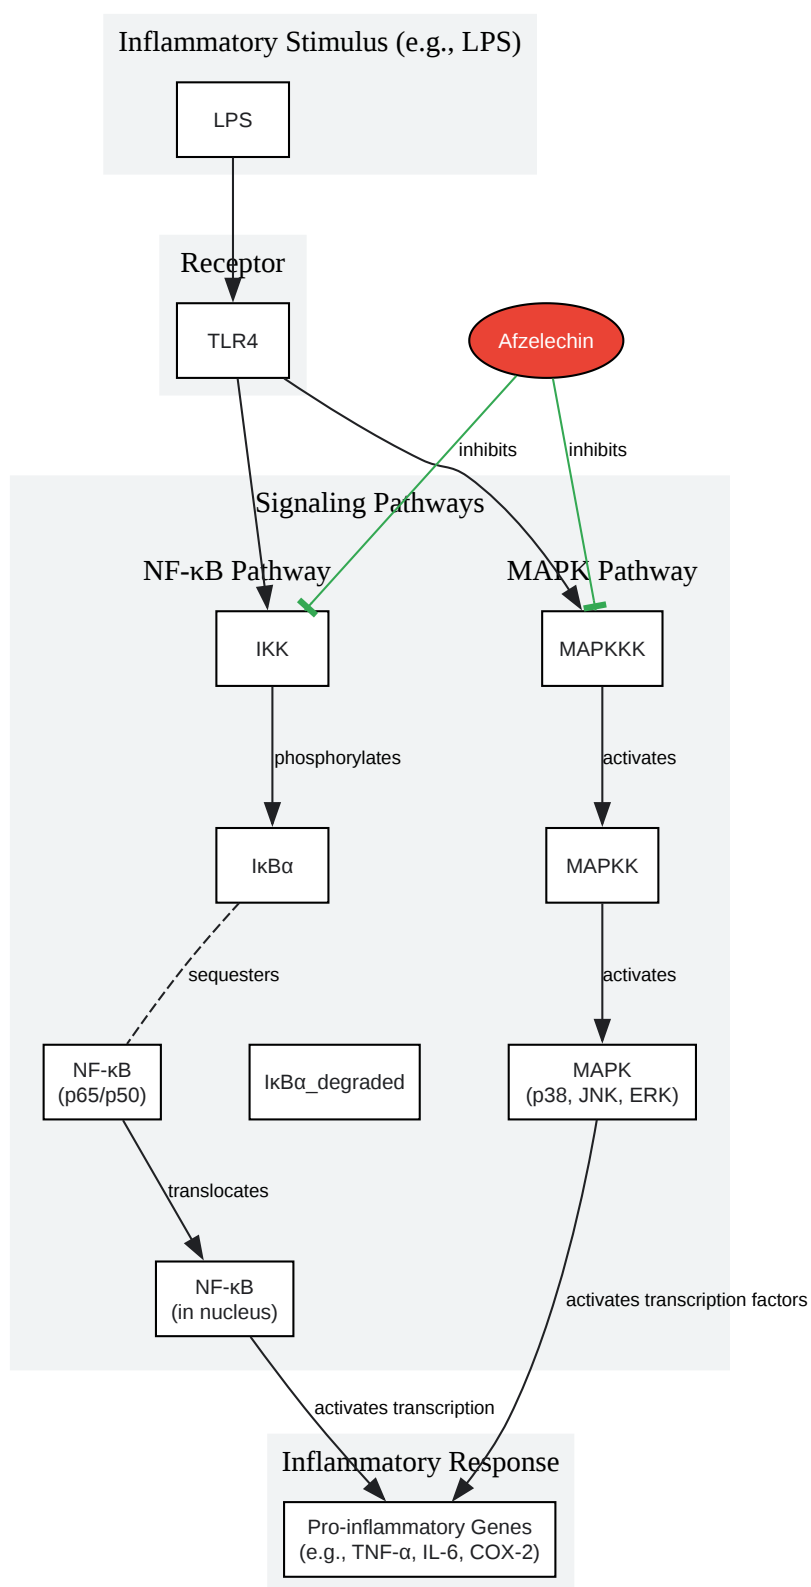 Inflammatory Stimulus (e.g., LPS)
LPS
Receptor
TLR4
Afzelechin
inhibits
inhibits
Signaling Pathways
NF-κB Pathway
MAPK Pathway
IKK
MAPKKK
phosphorylates
activates
IκBα
MAPKK
sequesters
activates
NF-κB
(p65/p50)
IκBα_degraded
MAPK
(p38, JNK, ERK)
translocates
NF-κB
(in nucleus)
activates transcription factors
activates transcription
Inflammatory Response
Pro-inflammatory Genes
(e.g., TNF-α, IL-6, COX-2)